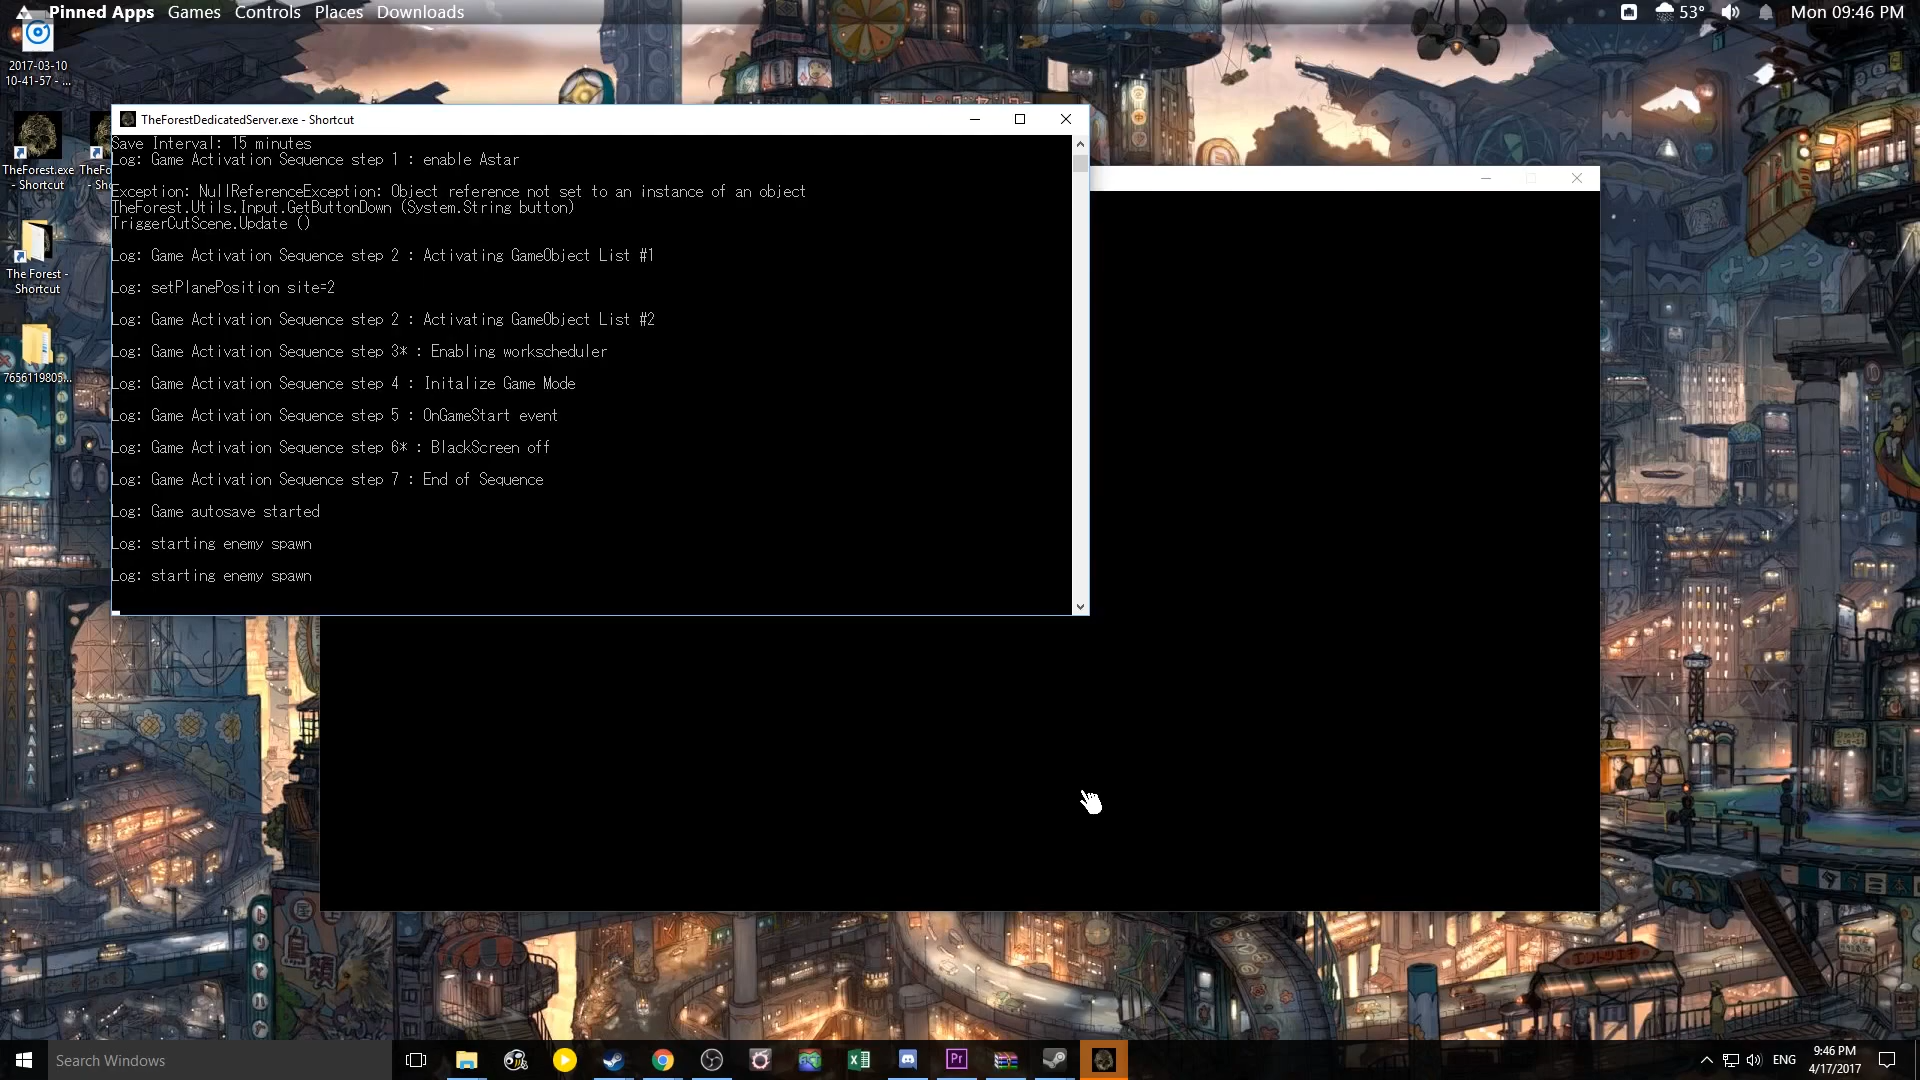 Pinned Apps Games Controls Places Downloads
53° Mon 09:46 PM
2017-03-10
10-41-57 - ...
TheForest.exe
- Shortcut
TheFo
- Sh
The Forest -
Shortcut
7656119805...
TheForestDedicatedServer.exe - Shortcut
Save Interval: 15 minutes
Log: Game Activation Sequence step 1 : enable Astar
Exception: NullReferenceException: Object reference not set to an instance of an object
TheForest.Utils.Input.GetButtonDown (System.String button)
TriggerCutScene.Update ()
Log: Game Activation Sequence step 2 : Activating GameObject List #1
Log: setPlanePosition site=2
Log: Game Activation Sequence step 2 : Activating GameObject List #2
Log: Game Activation Sequence step 3* : Enabling workscheduler
Log: Game Activation Sequence step 4 : Initalize Game Mode
Log: Game Activation Sequence step 5 : OnGameStart event
Log: Game Activation Sequence step 6* : BlackScreen off
Log: Game Activation Sequence step 7 : End of Sequence
Log: Game autosave started
Log: starting enemy spawn
Log: starting enemy spawn
Search Windows
Pr
ENG
9:46 PM
4/17/2017